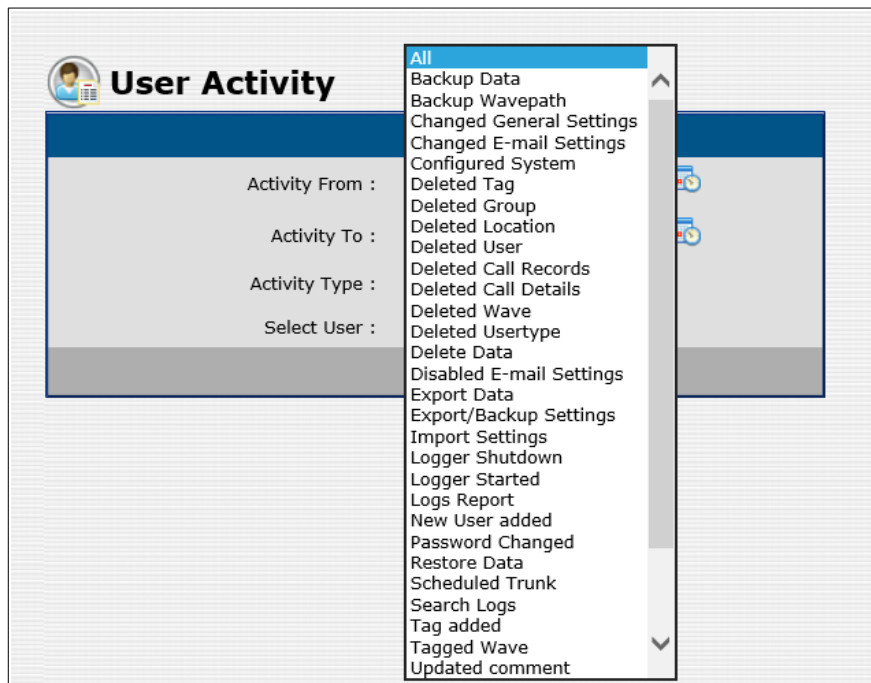 User Activity
Activity From :
Activity To :
Activity Type :
Select User :
All
Backup Data
Backup Wavepath
Changed General Settings
Changed E-mail Settings
Configured System
Deleted Tag
Deleted Group
Deleted Location
Deleted User
Deleted Call Records
Deleted Call Details
Deleted Wave
Deleted Usertype
Delete Data
Disabled E-mail Settings
Export Data
Export/Backup Settings
Import Settings
Logger Shutdown
Logger Started
Logs Report
New User added
Password Changed
Restore Data
Scheduled Trunk
Search Logs
Tag added
Tagged Wave
Updated comment